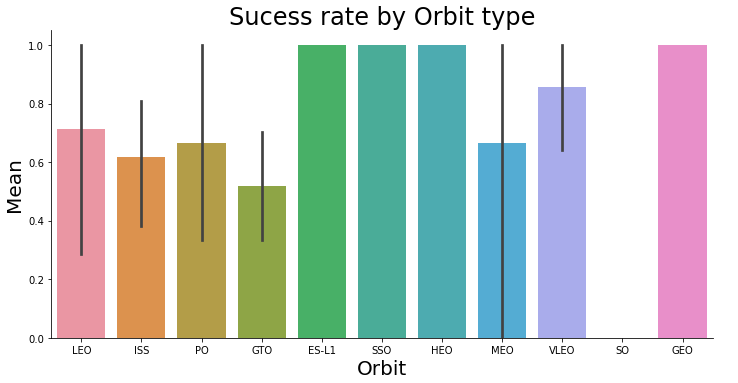 Sucess rate by Orbit type
Mean
1.0
0.8
0.6
0.4
0.2
0.0
LEO ISS PO GTO ES-L1 SSO HEO MEO VLEO SO GEO
Orbit